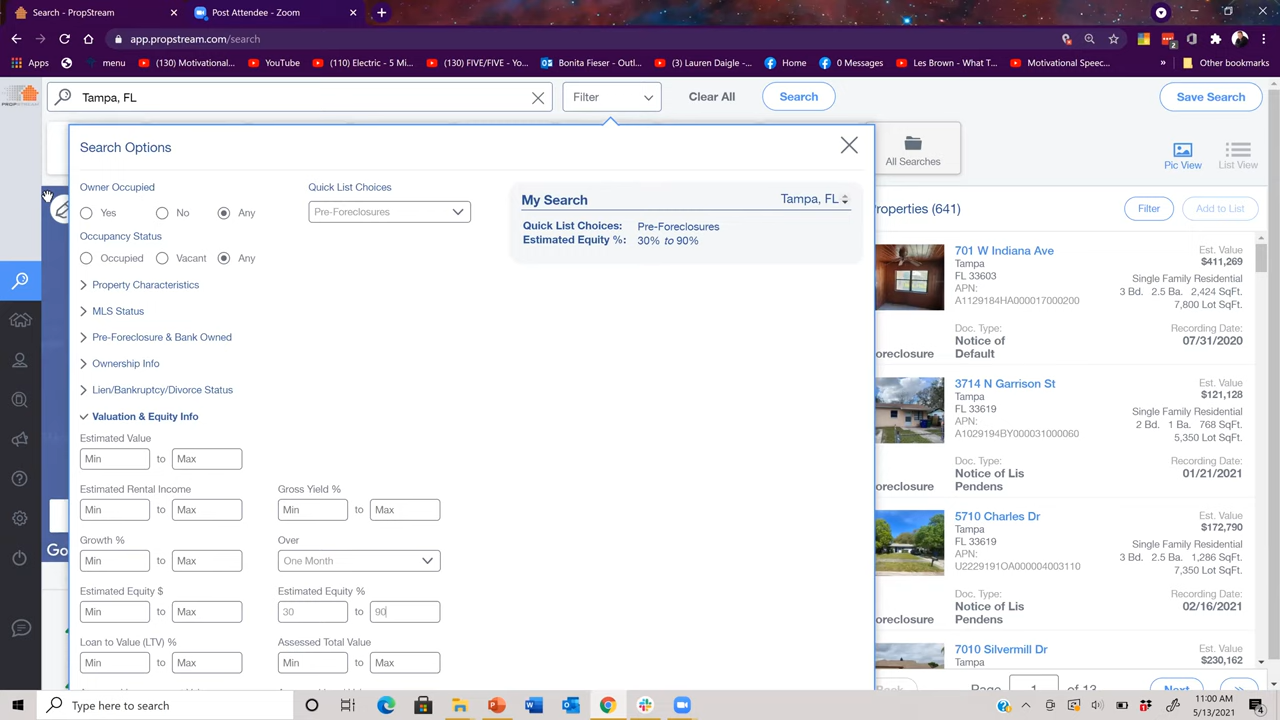 Search - PropStream
Post Attendee - Zoom
app.propstream.com/search
Apps
menu
(130) Motivational...
YouTube
(110) Electric - 5 Mi...
(130) FIVE/FIVE - Yo...
Bonita Fieser - Outl...
(3) Lauren Daigle - ...
Home
0 Messages
Les Brown - What T...
Motivational Speec...
Other bookmarks
PROPSTREAM
Tampa, FL
Filter
Clear All
Search
Save Search
Search Options
All Searches
Pic View
List View
Owner Occupied
Yes
No
Any
Quick List Choices
Pre-Foreclosures
Occupancy Status
Occupied
Vacant
Any
My Search
Tampa, FL
Quick List Choices: Pre-Foreclosures
Estimated Equity %: 30% to 90%
Property Characteristics
MLS Status
Pre-Foreclosure & Bank Owned
Ownership Info
Lien/Bankruptcy/Divorce Status
Valuation & Equity Info
Estimated Value
Min to Max
Estimated Rental Income
Min to Max
Gross Yield %
Min to Max
Growth %
Min to Max
Over
One Month
Estimated Equity $
Min to Max
Estimated Equity %
30 to 90
Loan to Value (LTV) %
Min to Max
Assessed Total Value
Min to Max
Go
roperties (641)
Filter
Add to List
701 W Indiana Ave
Tampa
FL 33603
APN:
A1129184HA000017000200
Est. Value
$411,269
Single Family Residential
3 Bd. 2.5 Ba. 2,424 SqFt.
7,800 Lot SqFt.
oreclosure
Doc. Type:
Notice of
Default
Recording Date:
07/31/2020
3714 N Garrison St
Tampa
FL 33619
APN:
A1029194BY000031000060
Est. Value
$121,128
Single Family Residential
2 Bd. 1 Ba. 768 SqFt.
5,350 Lot SqFt.
oreclosure
Doc. Type:
Notice of Lis
Pendens
Recording Date:
01/21/2021
5710 Charles Dr
Tampa
FL 33619
APN:
U2229191OA000004003110
Est. Value
$172,790
Single Family Residential
3 Bd. 2.5 Ba. 1,286 SqFt.
7,350 Lot SqFt.
oreclosure
Doc. Type:
Notice of Lis
Pendens
Recording Date:
02/16/2021
7010 Silvermill Dr
Tampa
Est. Value
$230,162
Back
Page 1 of 13
Next
Type here to search
11:00 AM
5/13/2021